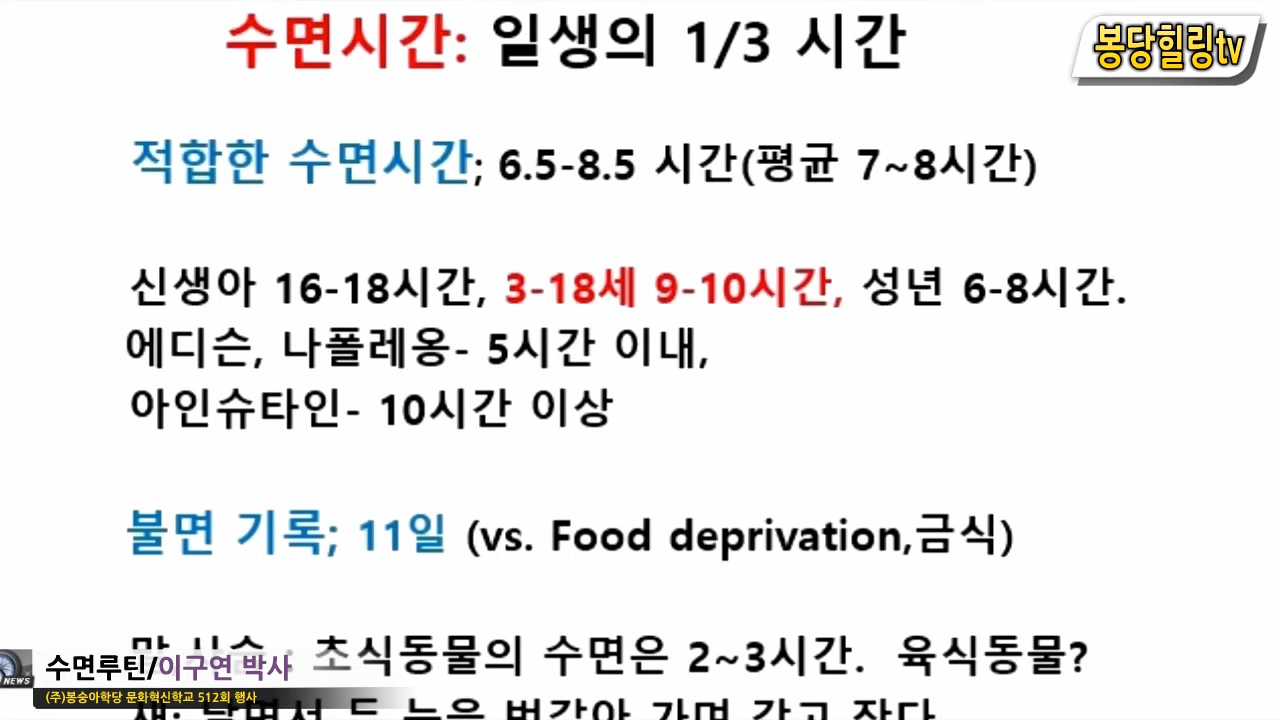 수면시간: 일생의 1/3 시간
봉당힐링tv
적합한 수면시간; 6.5-8.5 시간(평균 7~8시간)
신생아 16-18시간, 3-18세 9-10시간, 성년 6-8시간.
에디슨, 나폴레옹- 5시간 이내,
아인슈타인- 10시간 이상
불면 기록; 11일 (vs. Food deprivation,금식)
초식동물의 수면은 2~3시간. 육식동물?
NEWS
수면루틴/이구연 박사
(주)봉숭아학당 문화혁신학교 512회 행사